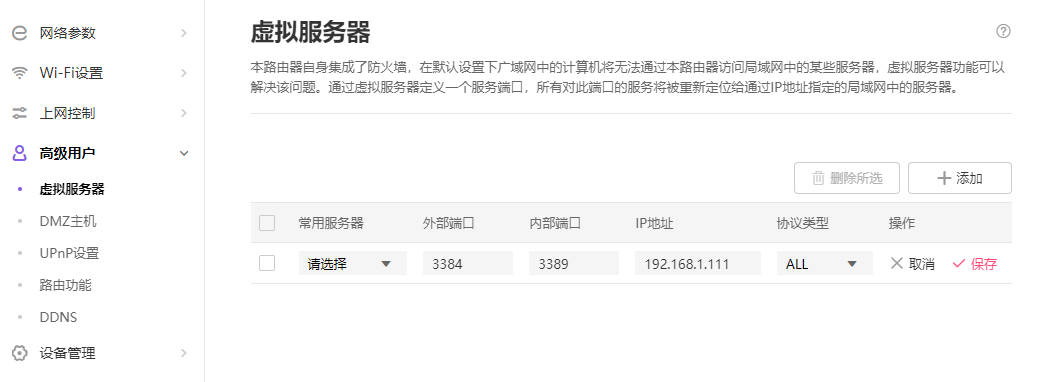 网络参数
Wi-Fi设置
上网控制
高级用户
虚拟服务器
DMZ主机
UPnP设置
路由功能
DDNS
设备管理
虚拟服务器
本路由器自身集成了防火墙，在默认设置下广域网中的计算机将无法通过本路由器访问局域网中的某些服务器，虚拟服务器功能可以
解决该问题。通过虚拟服务器定义一个服务端口，所有对此端口的服务将被重新定位给通过IP地址指定的局域网中的服务器。
删除所选 添加
常用服务器 外部端口 内部端口 IP地址 协议类型 操作
请选择 3384 3389 192.168.1.111 ALL 取消 保存